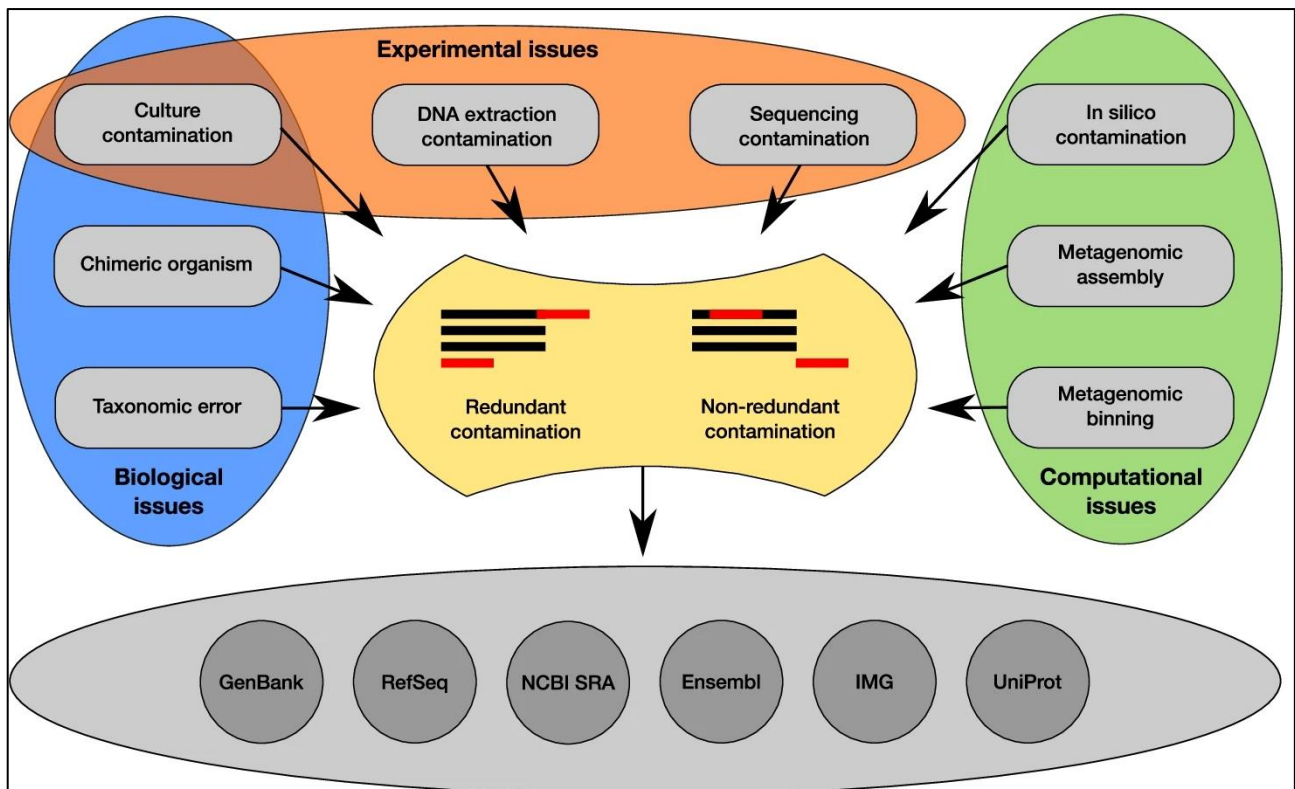 Experimental issues
Culture
contamination
DNA extraction
contamination
Sequencing
contamination
In silico
contamination
Chimeric organism
Metagenomic
assembly
Taxonomic error
Redundant
contamination
Non-redundant
contamination
Metagenomic
binning
Biological
issues
Computational
issues
GenBank
RefSeq
NCBI SRA
Ensembl
IMG
UniProt